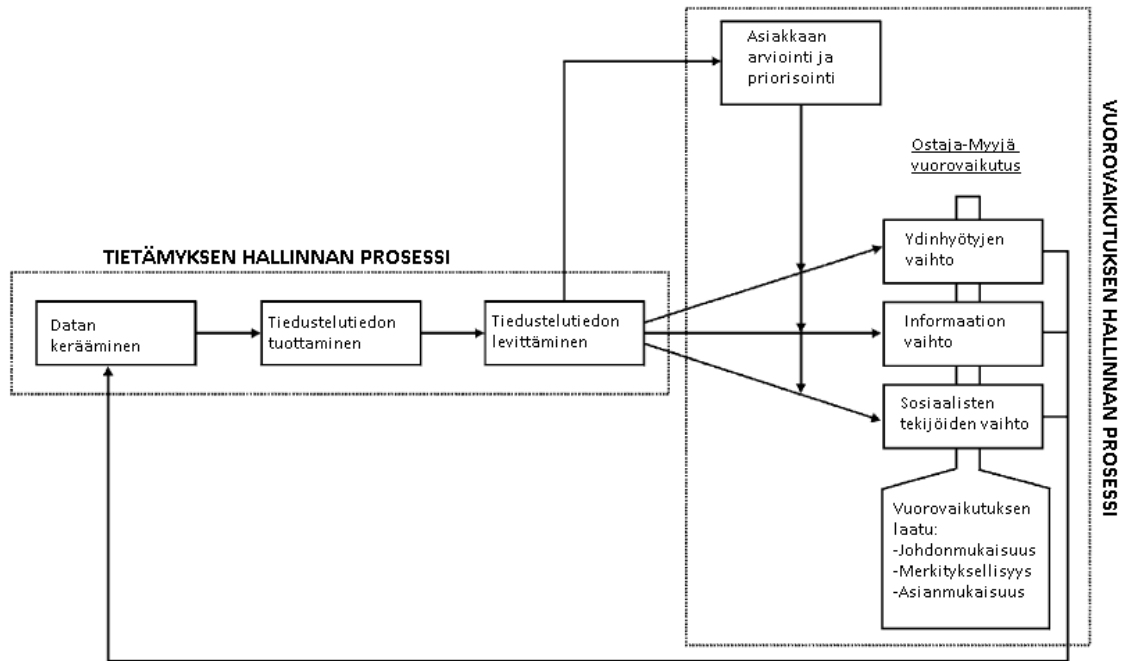 Asiakkaan
arviointi ja
priorisointi
VUOROVAIKUTUKSEN HALLINNAN PROSESSI
Ostaja-Myyjä
vuorovaikutus
Ydinhyötyjen
vaihto
TIETÄMYKSEN HALLINNAN PROSESSI
Datan
kerääminen
Tiedustelutiedon
tuottaminen
Tiedustelutiedon
levittäminen
Informaation
vaihto
Sosiaalisten
tekijöiden vaihto
Vuorovaikutuksen
laatu:
-Johdonmukaisuus
-Merkityksellisyys
-Asianmukaisuus